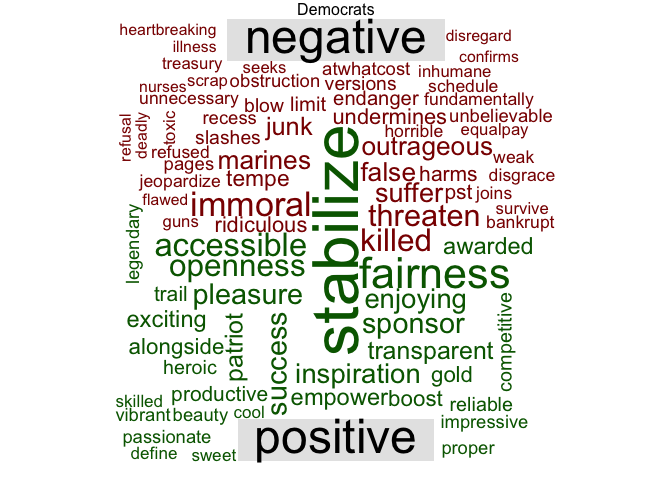 Democrats
negative
heartbreaking
disregard
illness
confirms
treasury
seeks
atwhatcost
inhumane
nurses
scrap
obstruction
versions
schedule
unnecessary
blow
limit
endanger
fundamentally
refusal
deadly
toxic
recess
junk
undermines
unbelievable
slashes
horrible
equalpay
refused
pages
marines
outrageous
weak
jeopardize
tempe
false
harms
disgrace
flawed
immoral
suffer
pst
joins
guns
ridiculous
threaten
survive
bankrupt
killed
stabilize
legendary
accessible
awarded
openness
fairness
trail
pleasure
enjoying
competitive
exciting
patriot
success
sponsor
alongside
transparent
heroic
inspiration
gold
skilled
productive
empower
boost
reliable
vibrant
beauty
cool
impressive
passionate
positive
proper
define
sweet